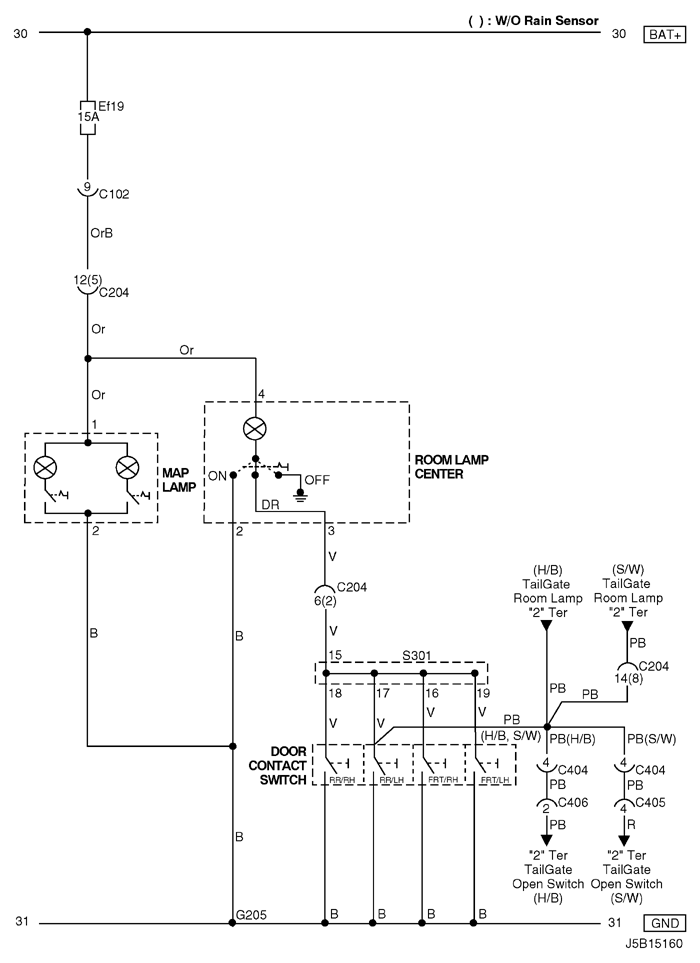 ( ) : W/O Rain Sensor
30
30
BAT+
Ef19
15A
9
C102
OrB
12(5)
C204
Or
Or
Or
1
4
MAP
LAMP
ROOM LAMP
CENTER
ON
OFF
DR
2
2
3
V
C204
6(2)
V
B
B
15
S301
18
17
16
19
V
V
V
V
(H/B)
TailGate
Room Lamp
"2" Ter
(S/W)
TailGate
Room Lamp
"2" Ter
PB
C204
14(8)
PB
PB
PB
(H/B, S/W)
PB(H/B)
PB(S/W)
DOOR
CONTACT
SWITCH
RR/RH
RR/LH
FRT/RH
FRT/LH
4
C404
4
C404
PB
PB
2
C406
4
C405
PB
R
"2" Ter
TailGate
Open Switch
(H/B)
"2" Ter
TailGate
Open Switch
(S/W)
B
G205
B
B
B
B
31
31
GND
J5B15160